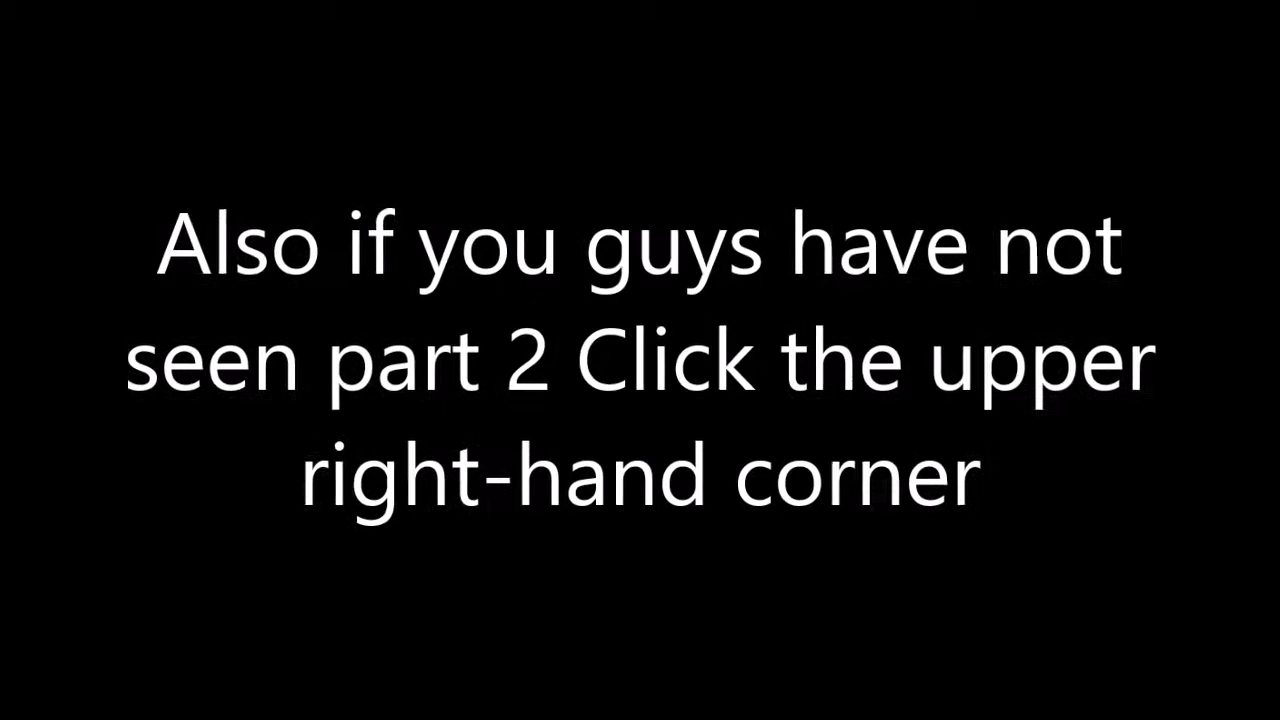 Also if you guys have not
seen part 2 Click the upper
right-hand corner